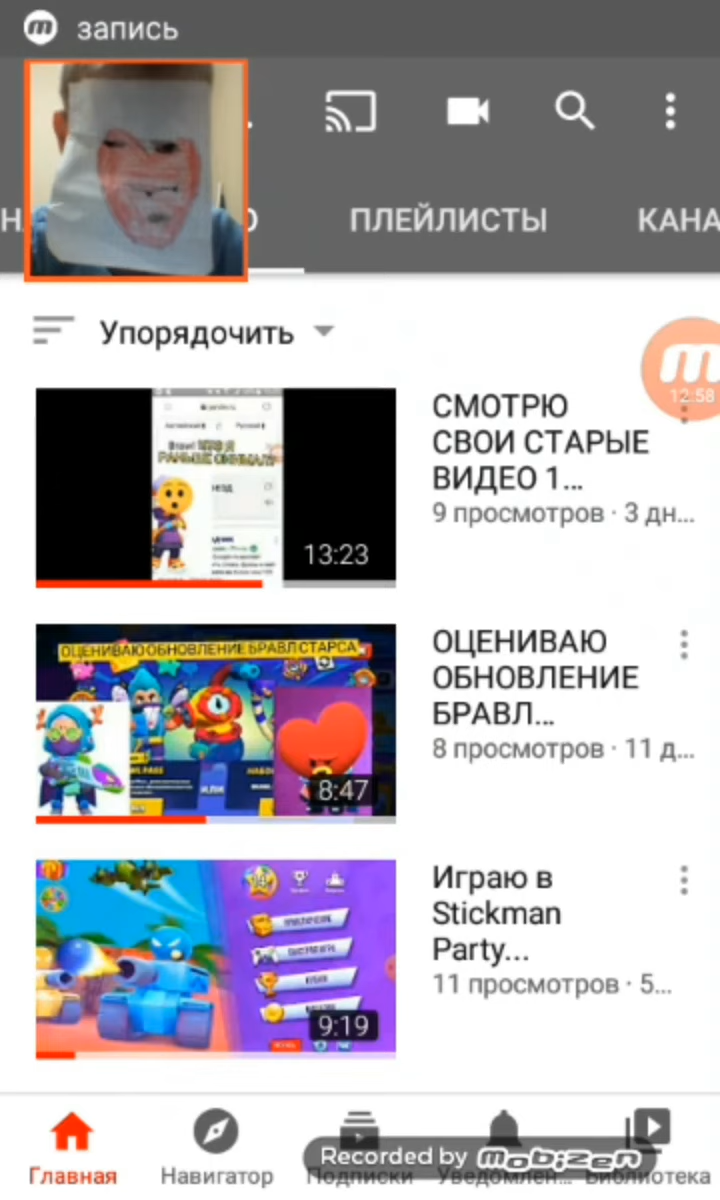 запись
ПЛЕЙЛИСТЫ
КАНА
Упорядочить
12:58
СМОТРЮ
СВОИ СТАРЫЕ
ВИДЕО 1...
9 просмотров · 3 дн...
13:23
ОЦЕНИВАЮ ОБНОВЛЕНИЕ БРАВЛ СТАРСА
ОЦЕНИВАЮ
ОБНОВЛЕНИЕ
БРАВЛ...
8 просмотров · 11 д...
ИЛИ
8:47
Играю в
Stickman
Party...
11 просмотров · 5...
9:19
Главная
Навигатор
Подписки
Уведомлен...
Библиотека
Recorded by mobizen